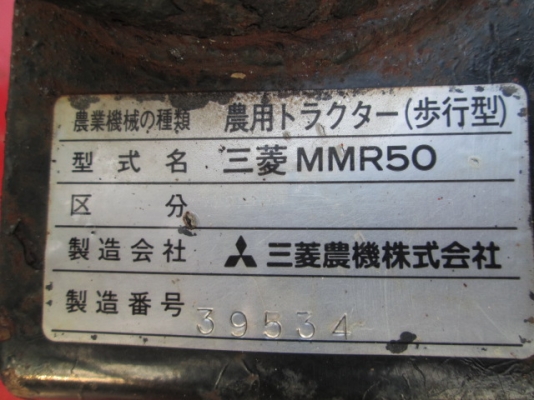 農業機械の種類 農用トラクター(歩行型)
型式名 三菱MMR50
区分
製造会社 三菱農機株式会社
製造番号 39534